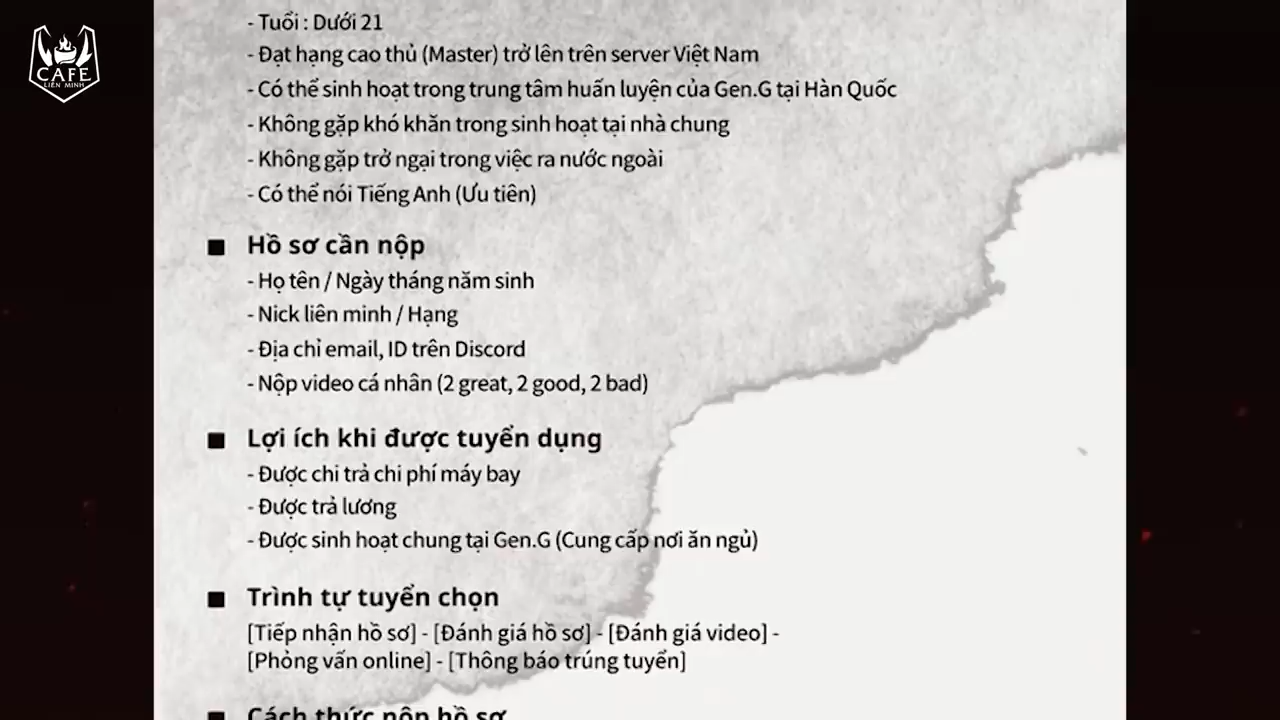 CAFE
LIÊN MINH
- Tuổi : Dưới 21
- Đạt hạng cao thủ (Master) trở lên trên server Việt Nam
- Có thể sinh hoạt trong trung tâm huấn luyện của Gen.G tại Hàn Quốc
- Không gặp khó khăn trong sinh hoạt tại nhà chung
- Không gặp trở ngại trong việc ra nước ngoài
- Có thể nói Tiếng Anh (Ưu tiên)
■ Hồ sơ cần nộp
- Họ tên / Ngày tháng năm sinh
- Nick liên minh / Hạng
- Địa chỉ email, ID trên Discord
- Nộp video cá nhân (2 great, 2 good, 2 bad)
■ Lợi ích khi được tuyển dụng
- Được chi trả chi phí máy bay
- Được trả lương
- Được sinh hoạt chung tại Gen.G (Cung cấp nơi ăn ngủ)
■ Trình tự tuyển chọn
[Tiếp nhận hồ sơ] - [Đánh giá hồ sơ] - [Đánh giá video] -
[Phỏng vấn online] - [Thông báo trúng tuyển]
■ Cách thức nộp hồ sơ